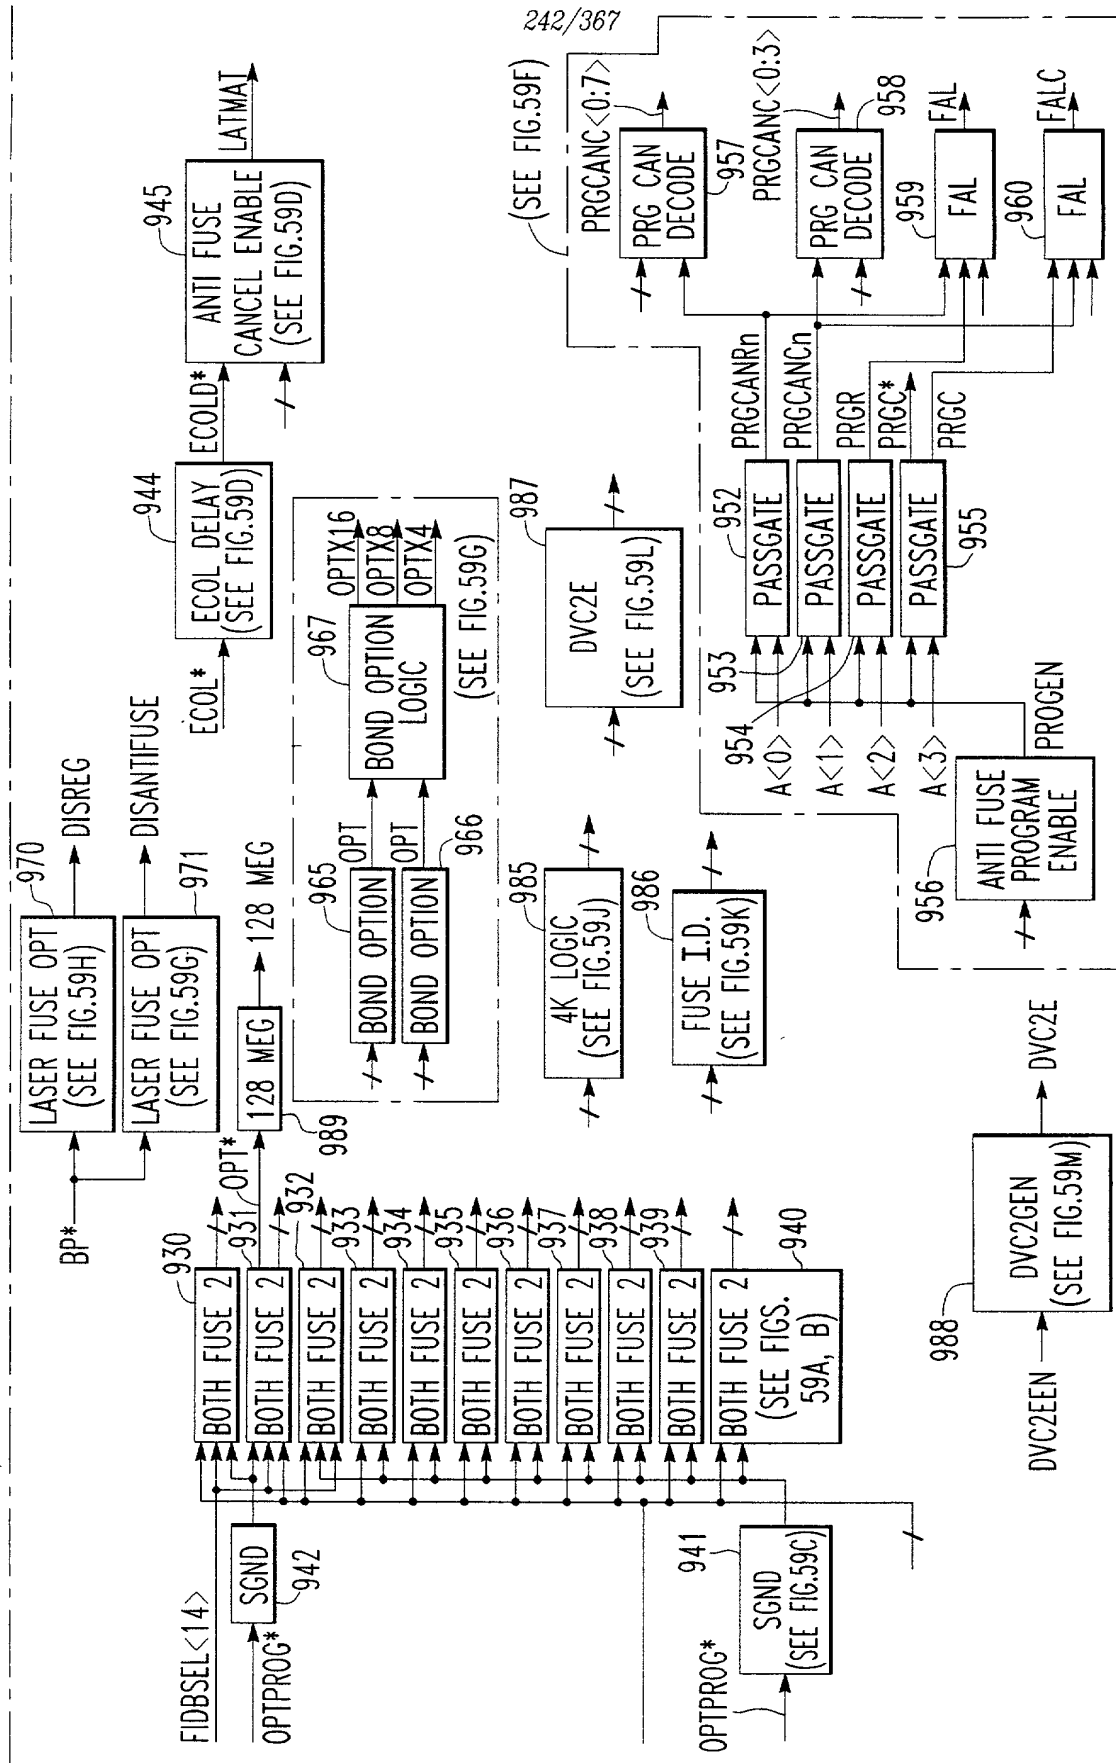 242/367
BP*
LASER FUSE OPT
(SEE FIG.59H)
970
DISREG
LASER FUSE OPT
(SEE FIG.59G)
971
DISANTIFUSE
ECOL*
ECOL DELAY
(SEE FIG.59D)
944
ECOLD*
ANTI FUSE
CANCEL ENABLE
(SEE FIG.59D)
945
LATMAT
OPT*
128 MEG
989
128 MEG
BOND OPTION
965
OPT
BOND OPTION
966
OPT
BOND OPTION
LOGIC
967
OPTX16
OPTX8
OPTX4
(SEE FIG.59G)
FIDBSEL<14>
OPTPROG*
SGND
942
OPTPROG*
SGND
(SEE FIG.59C)
941
BOTH FUSE 2
930
BOTH FUSE 2
931
BOTH FUSE 2
932
BOTH FUSE 2
933
BOTH FUSE 2
934
BOTH FUSE 2
935
BOTH FUSE 2
936
BOTH FUSE 2
937
BOTH FUSE 2
938
BOTH FUSE 2
939
BOTH FUSE 2
(SEE FIGS.
59A, B)
940
4K LOGIC
(SEE FIG.59J)
985
FUSE I.D.
(SEE FIG.59K)
986
DVC2E
(SEE FIG.59L)
987
DVC2EEN
DVC2GEN
(SEE FIG.59M)
988
DVC2E
ANTI FUSE
PROGRAM
ENABLE
956
PROGEN
A<0>
A<1>
A<2>
A<3>
PASSGATE
952
PASSGATE
953
PASSGATE
954
PASSGATE
955
PRGCANRn
PRGCANCn
PRGR
PRGC*
PRGC
(SEE FIG.59F)
PRG CAN
DECODE
957
PRGCANC<0:7>
PRG CAN
DECODE
958
PRGCANC<0:3>
FAL
959
FAL
FAL
960
FALC